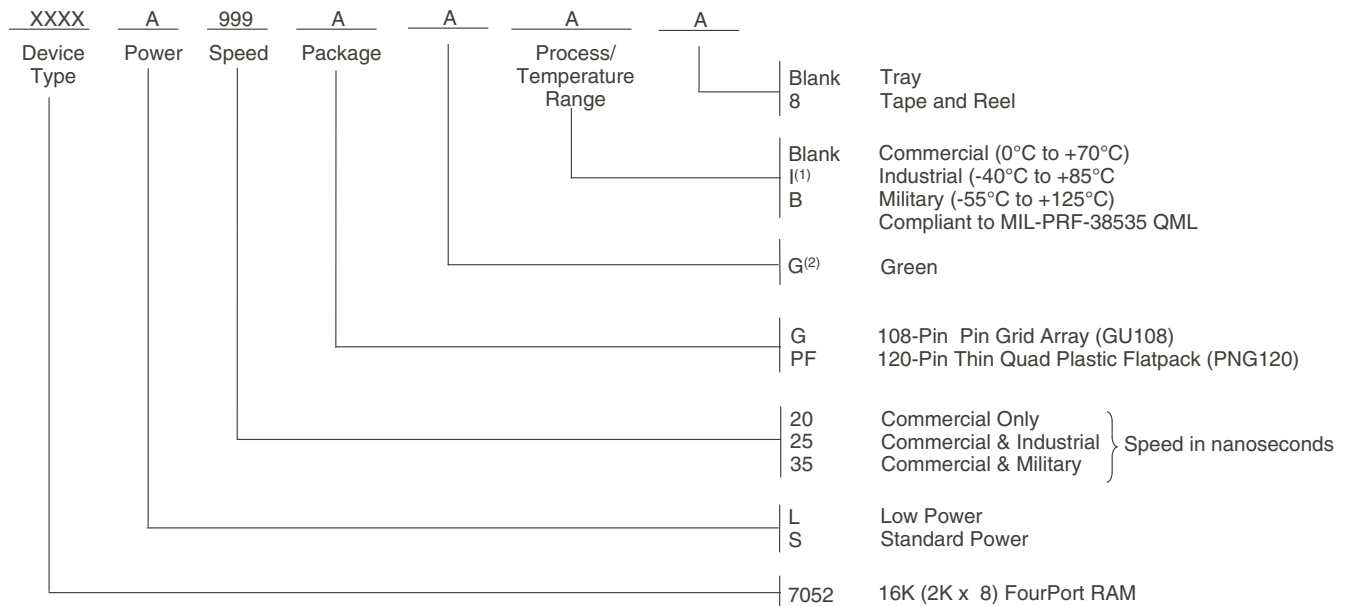 XXXX A 999 A A A A
Device Type Power Speed Package Process/ Temperature Range
Blank Tray
8 Tape and Reel
Blank Commercial (0°C to +70°C)
I(1) Industrial (-40°C to +85°C
B Military (-55°C to +125°C)
Compliant to MIL-PRF-38535 QML
G(2) Green
G 108-Pin Pin Grid Array (GU108)
PF 120-Pin Thin Quad Plastic Flatpack (PNG120)
20 Commercial Only
25 Commercial & Industrial Speed in nanoseconds
35 Commercial & Military
L Low Power
S Standard Power
7052 16K (2K x 8) FourPort RAM